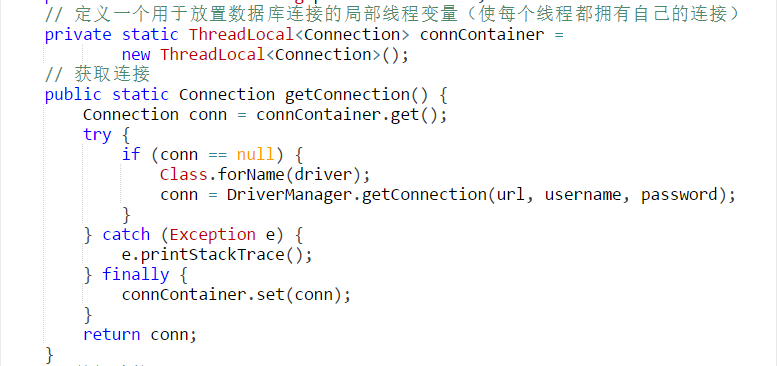 // 定义一个用于放置数据库连接的局部线程变量（使每个线程都拥有自己的连接）
private static ThreadLocal<Connection> connContainer =
new ThreadLocal<Connection>();
// 获取连接
public static Connection getConnection() {
Connection conn = connContainer.get();
try {
if (conn == null) {
Class.forName(driver);
conn = DriverManager.getConnection(url, username, password);
}
} catch (Exception e) {
e.printStackTrace();
} finally {
connContainer.set(conn);
}
return conn;
}